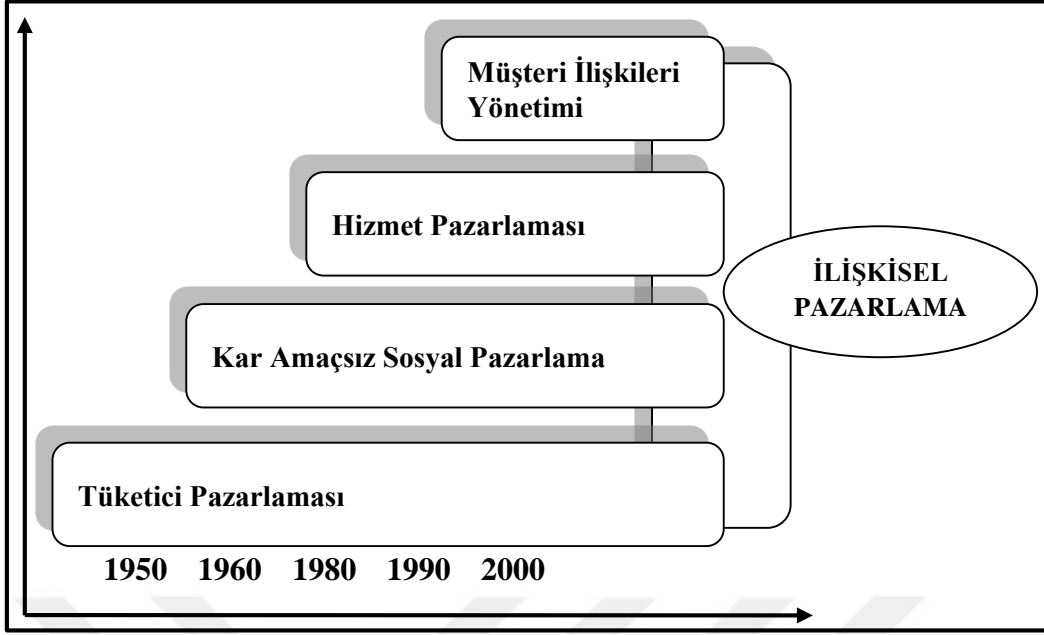 Müşteri İlişkileri
Yönetimi
Hizmet Pazarlaması
İLİŞKİSEL
PAZARLAMA
Kar Amaçsız Sosyal Pazarlama
Tüketici Pazarlaması
1950 1960 1980 1990 2000